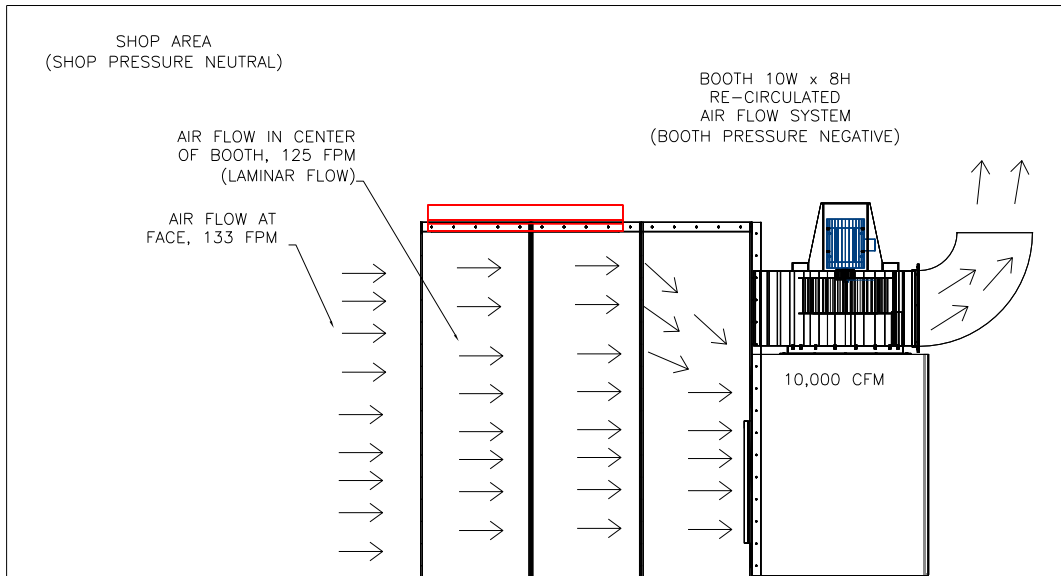 SHOP AREA
(SHOP PRESSURE NEUTRAL)
BOOTH 10W x 8H
RE-CIRCULATED
AIR FLOW SYSTEM
(BOOTH PRESSURE NEGATIVE)
AIR FLOW IN CENTER
OF BOOTH, 125 FPM
(LAMINAR FLOW)
AIR FLOW AT
FACE, 133 FPM
10,000 CFM